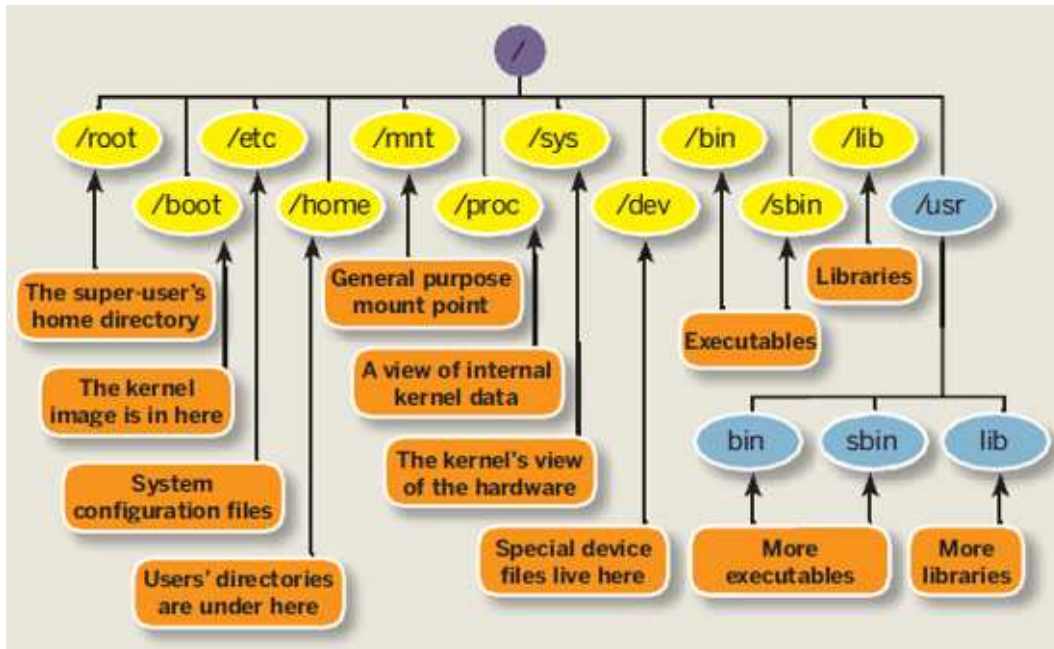 /
/root
/etc
/mnt
/sys
/bin
/lib
/boot
/home
/proc
/dev
/sbin
/usr
The super-user's
home directory
General purpose
mount point
Libraries
Executables
The kernel
image is in here
A view of internal
kernel data
bin
sbin
lib
System
configuration files
The kernel's view
of the hardware
Users' directories
are under here
Special device
files live here
More
executables
More
libraries